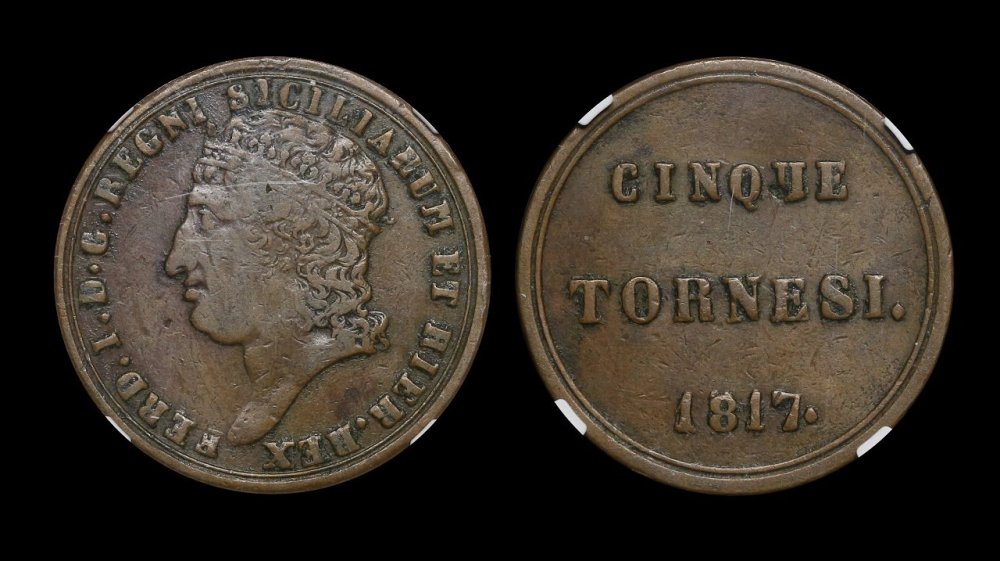 FERD. I. D. G. REGNI SICILIARUM ET HIER. REX
CINQUE
TORNESI.
1817.